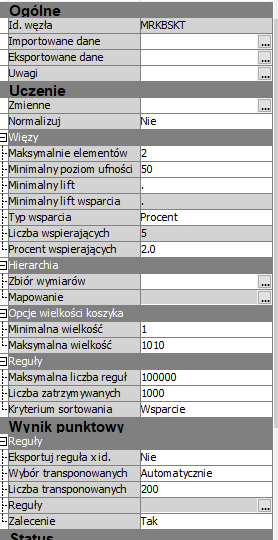 Ogólne
Id. węzła MRKBSKT
Importowane dane ...
Eksportowane dane ...
Uwagi ...
Uczenie
Zmienne ...
Normalizuj Nie
Więzy
Maksymalnie elementów 2
Minimalny poziom ufności 50
Minimalny lift .
Minimalny lift wsparcia .
Typ wsparcia Procent
Liczba wspierających 5
Procent wspierających 2.0
Hierarchia
Zbiór wymiarów ...
Mapowanie ...
Opcje wielkości koszyka
Minimalna wielkość 1
Maksymalna wielkość 1010
Reguły
Maksymalna liczba reguł 100000
Liczba zatrzymywanych 1000
Kryterium sortowania Wsparcie
Wynik punktowy
Reguły
Eksportuj reguła x id. Nie
Wybór transponowanych Automatycznie
Liczba transponowanych 200
Reguły ...
Zalecenie Tak
Status